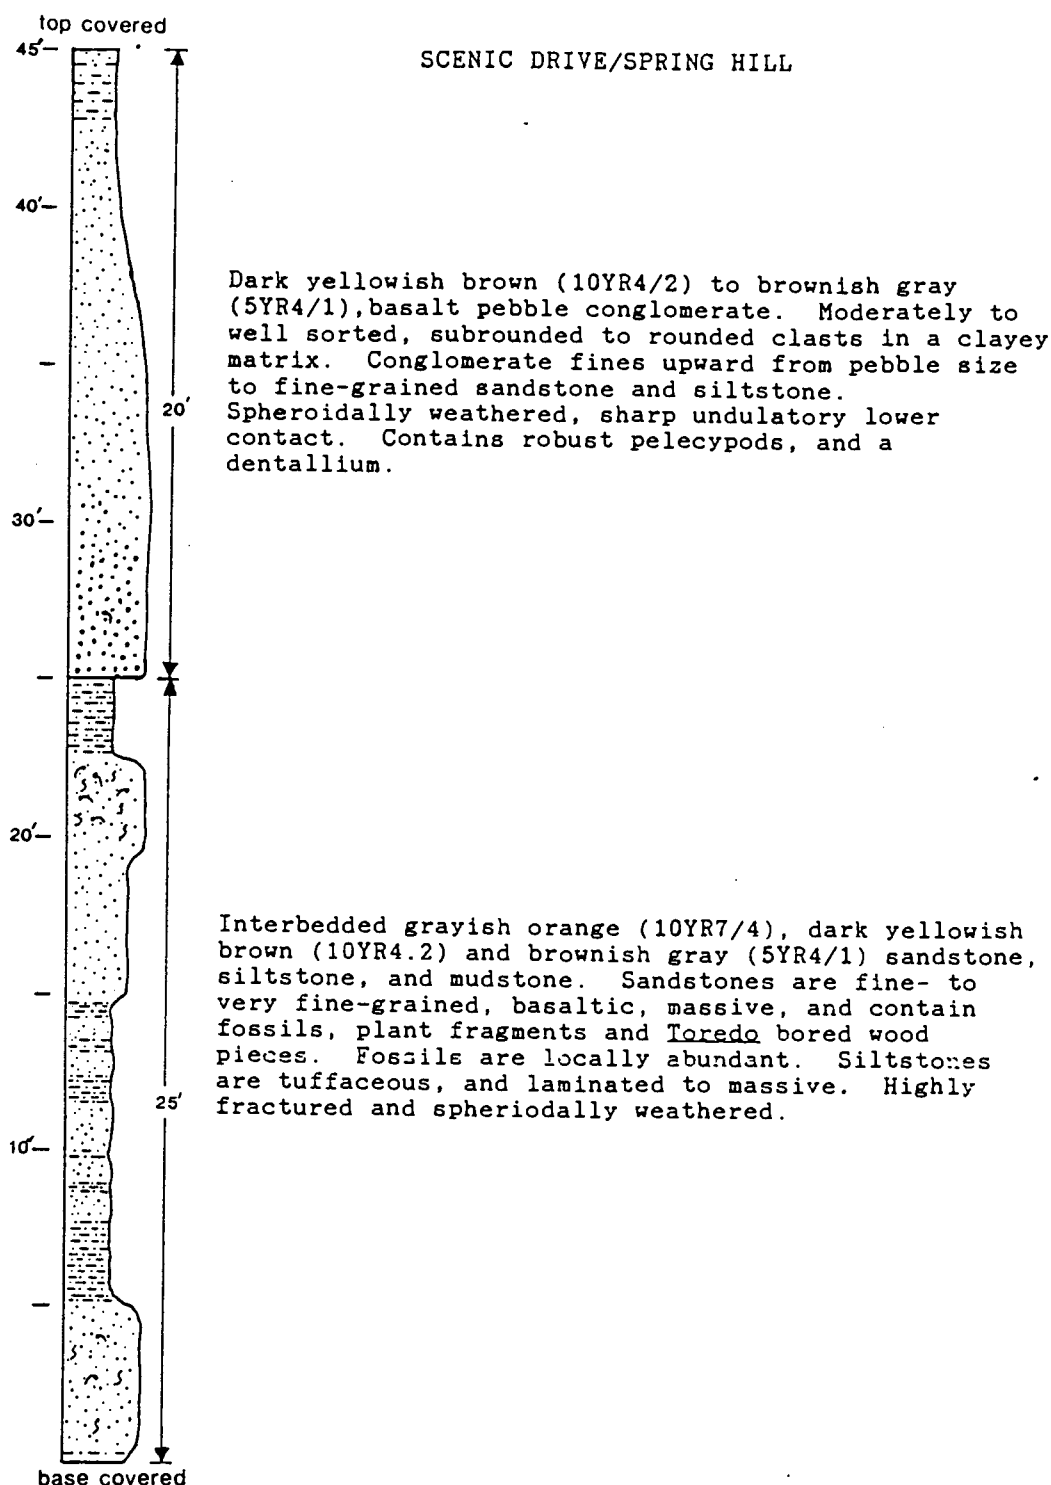 top covered
45'
SCENIC DRIVE/SPRING HILL
40'
Dark yellowish brown (10YR4/2) to brownish gray
(5YR4/1),basalt pebble conglomerate. Moderately to
well sorted, subrounded to rounded clasts in a clayey
matrix. Conglomerate fines upward from pebble size
to fine-grained sandstone and siltstone.
Spheroidally weathered, sharp undulatory lower
contact. Contains robust pelecypods, and a
dentallium.
20'
30'
20'
Interbedded grayish orange (10YR7/4), dark yellowish
brown (10YR4.2) and brownish gray (5YR4/1) sandstone,
siltstone, and mudstone. Sandstones are fine- to
very fine-grained, basaltic, massive, and contain
fossils, plant fragments and Toredo bored wood
pieces. Fossils are locally abundant. Siltstones
are tuffaceous, and laminated to massive. Highly
fractured and spheriodally weathered.
25'
10'
base covered